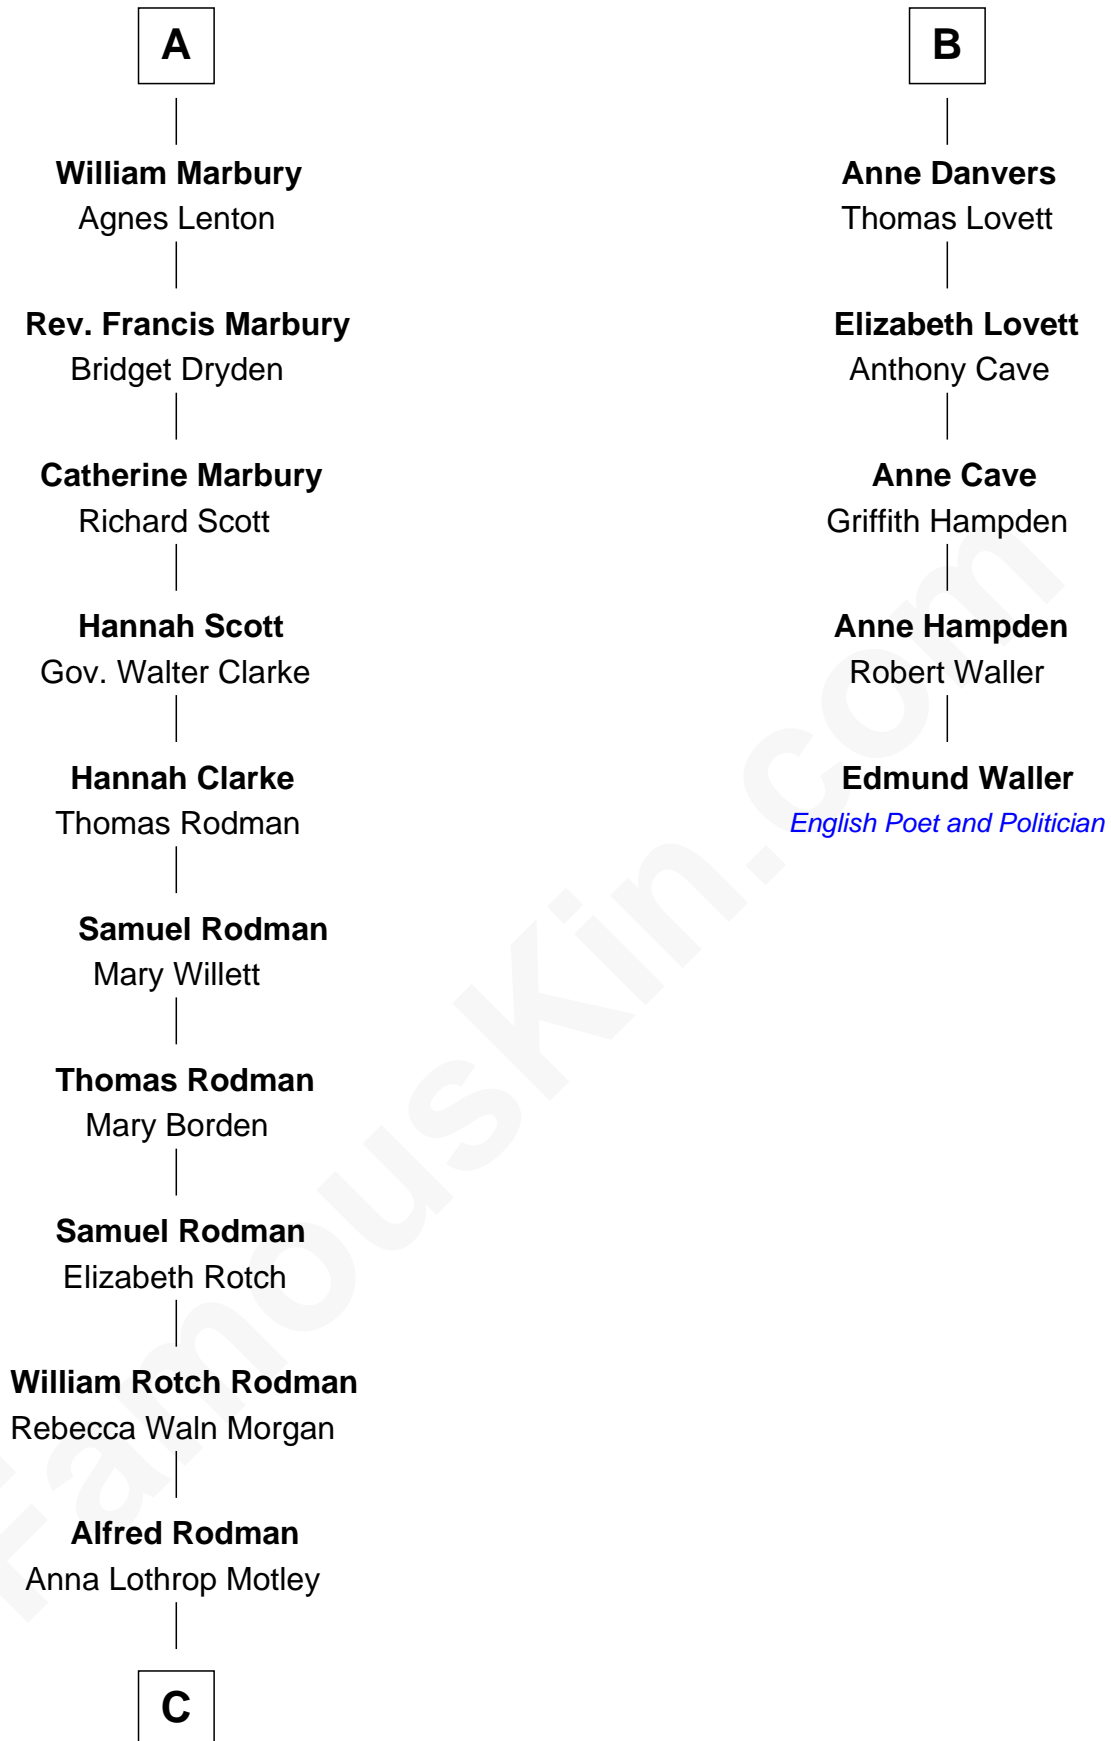 A
William Marbury
Agnes Lenton
Rev. Francis Marbury
Bridget Dryden
Catherine Marbury
Richard Scott
Hannah Scott
Gov. Walter Clarke
Hannah Clarke
Thomas Rodman
Samuel Rodman
Mary Willett
Thomas Rodman
Mary Borden
Samuel Rodman
Elizabeth Rotch
William Rotch Rodman
Rebecca Waln Morgan
Alfred Rodman
Anna Lothrop Motley
C
B
Anne Danvers
Thomas Lovett
Elizabeth Lovett
Anthony Cave
Anne Cave
Griffith Hampden
Anne Hampden
Robert Waller
Edmund Waller
English Poet and Politician
FamousKin.com